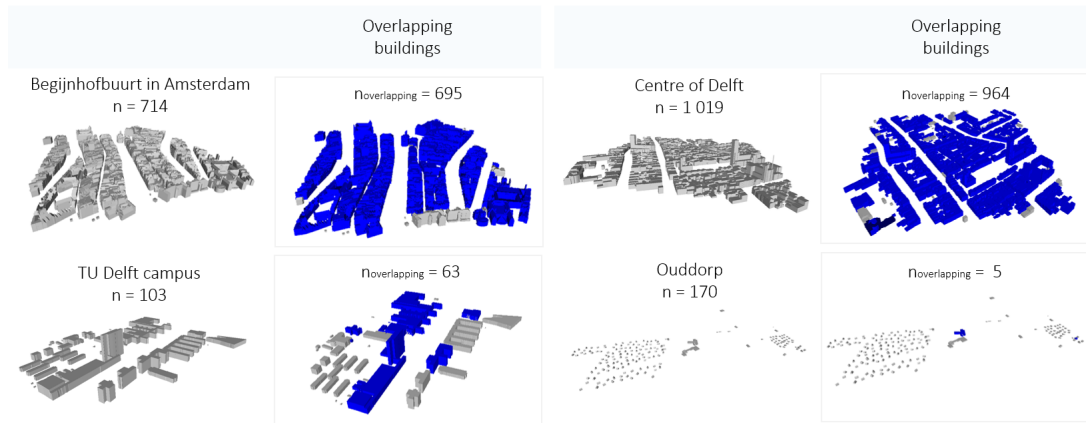 Overlapping
buildings
Overlapping
buildings
Begijnhofbuurt in Amsterdam
n = 714
noverlapping = 695
Centre of Delft
n = 1 019
noverlapping = 964
TU Delft campus
n = 103
noverlapping = 63
Ouddorp
n = 170
noverlapping = 5